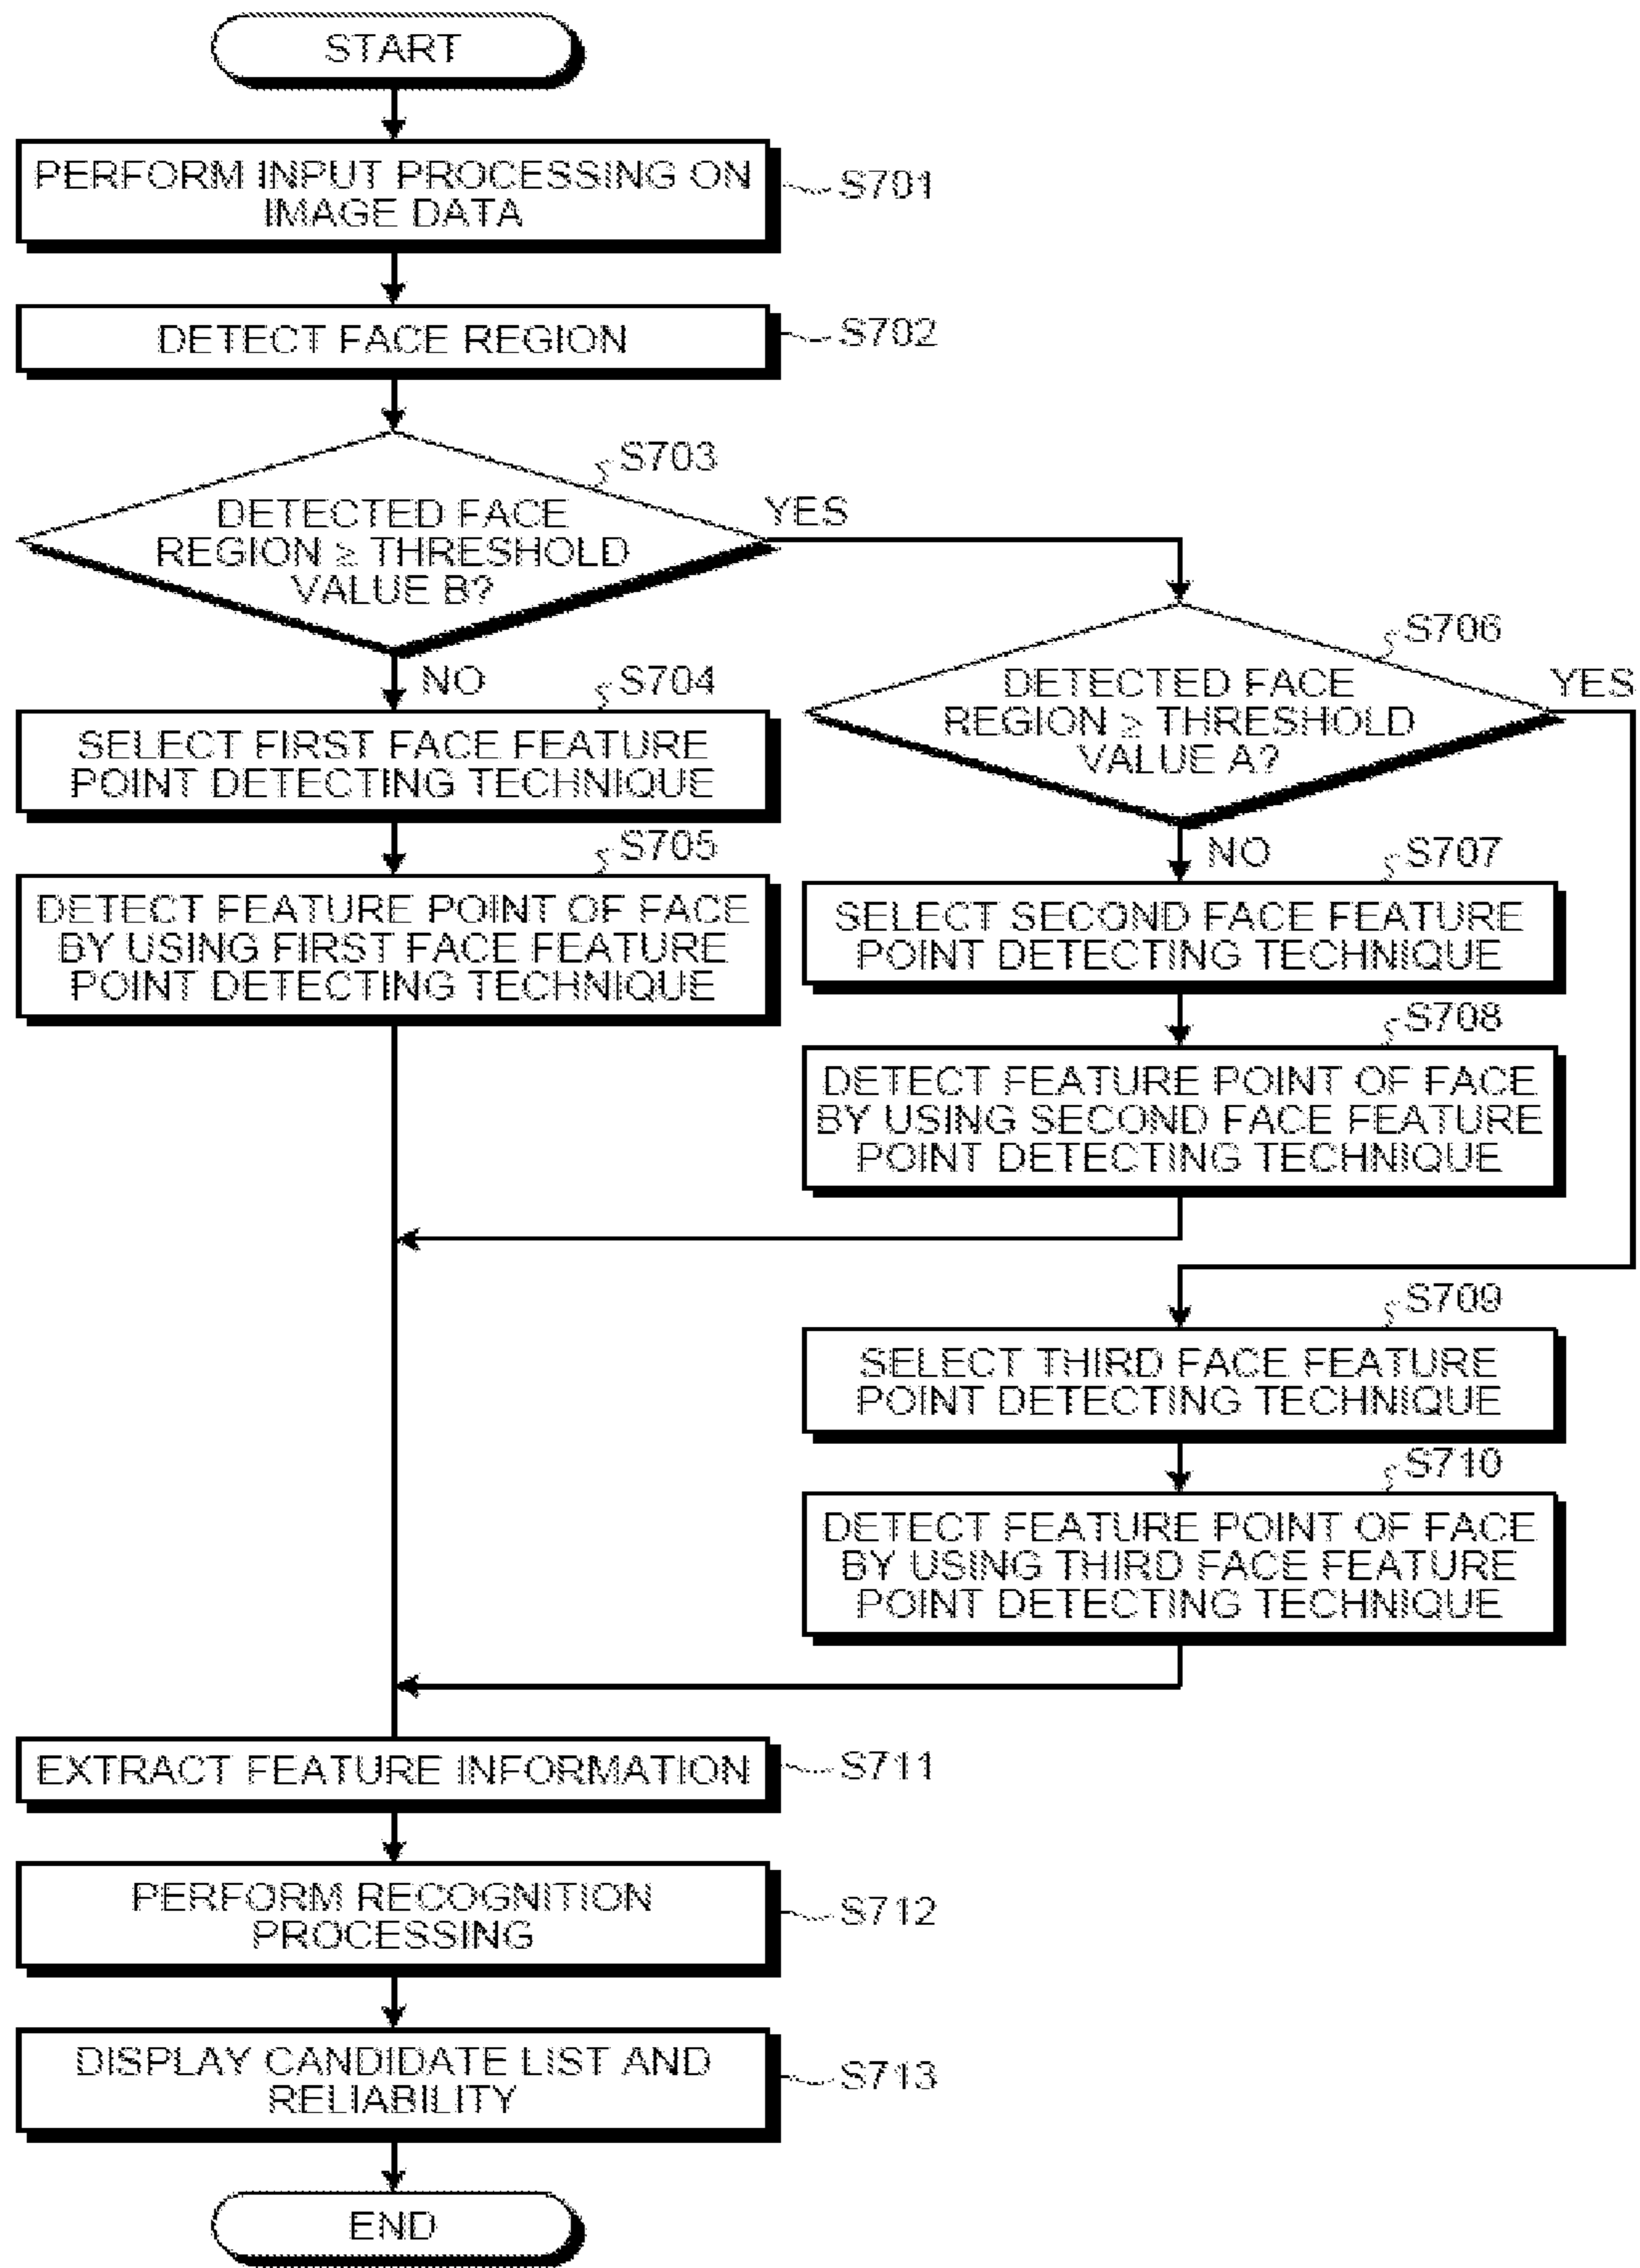 START
PERFORM INPUT PROCESSING ON
IMAGE DATA
S701
DETECT FACE REGION
S702
S703
DETECTED FACE
REGION ≥ THRESHOLD
VALUE B?
YES
NO
S704
SELECT FIRST FACE FEATURE
POINT DETECTING TECHNIQUE
S705
DETECT FEATURE POINT OF FACE
BY USING FIRST FACE FEATURE
POINT DETECTING TECHNIQUE
S706
DETECTED FACE
REGION ≥ THRESHOLD
VALUE A?
YES
NO
S707
SELECT SECOND FACE FEATURE
POINT DETECTING TECHNIQUE
S708
DETECT FEATURE POINT OF FACE
BY USING SECOND FACE FEATURE
POINT DETECTING TECHNIQUE
S709
SELECT THIRD FACE FEATURE
POINT DETECTING TECHNIQUE
S710
DETECT FEATURE POINT OF FACE
BY USING THIRD FACE FEATURE
POINT DETECTING TECHNIQUE
EXTRACT FEATURE INFORMATION
S711
PERFORM RECOGNITION
PROCESSING
S712
DISPLAY CANDIDATE LIST AND
RELIABILITY
S713
END